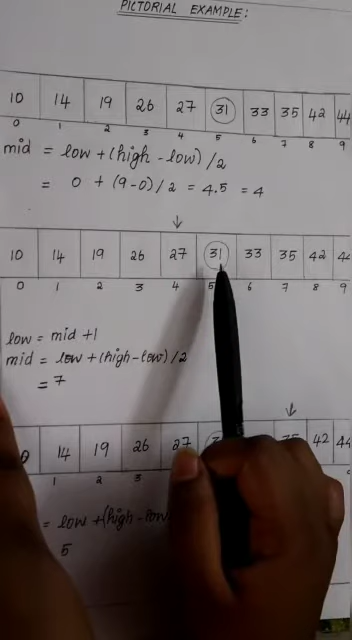 PICTORIAL EXAMPLE:
10 14 19 26 27 31 33 35 42 44
0 1 2 3 4 5 6 7 8 9
mid = low + (high - low) / 2
= 0 + (9-0) / 2 = 4.5 = 4
10 14 19 26 27 31 33 35 42
0 1 2 3 4 5 6 7 8 9
low = mid + 1
mid = low + (high - low) / 2
= 7
14 19 26 27 42 44
1 2 3
= low + (high - low
5